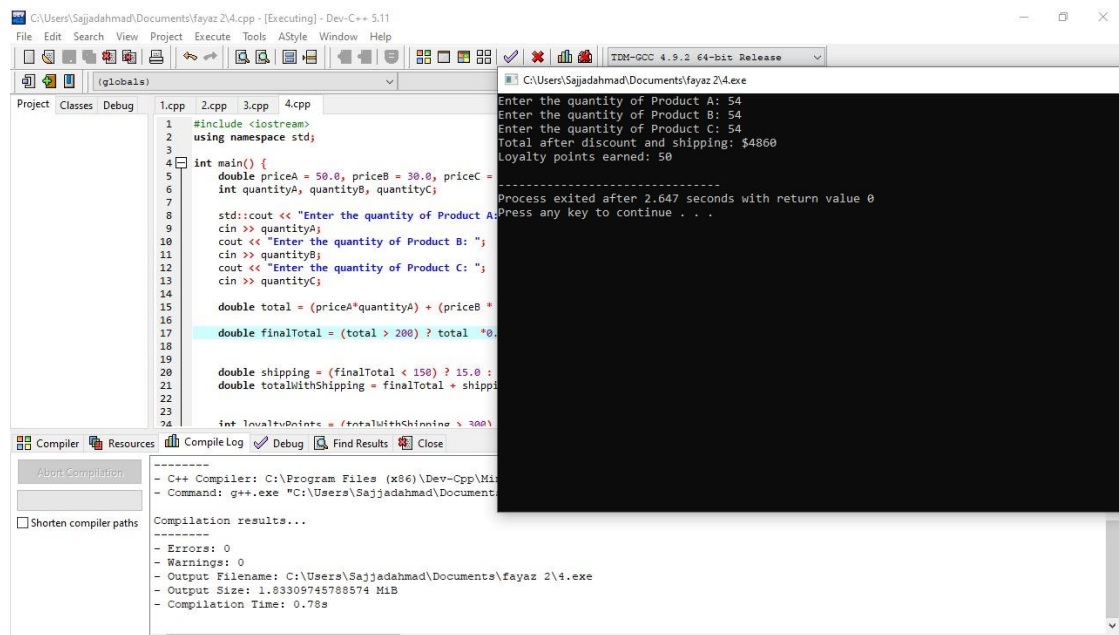 C:\Users\Sajjadahmad\Documents\fayaz 2\4.cpp - [Executing] - Dev-C++ 5.11
File Edit Search View Project Execute Tools AStyle Window Help
TDM-GCC 4.9.2 64-bit Release
(globals)
Project Classes Debug
1.cpp 2.cpp 3.cpp 4.cpp
1 #include <iostream>
2 using namespace std;
3
4 int main() {
5 double priceA = 50.0, priceB = 30.0, priceC =
6 int quantityA, quantityB, quantityC;
7
8 std::cout << "Enter the quantity of Product A:
9 cin >> quantityA;
10 cout << "Enter the quantity of Product B: ";
11 cin >> quantityB;
12 cout << "Enter the quantity of Product C: ";
13 cin >> quantityC;
14
15 double total = (priceA*quantityA) + (priceB *
16
17 double finalTotal = (total > 200) ? total *0.
18
19
20 double shipping = (finalTotal < 150) ? 15.0 :
21 double totalWithShipping = finalTotal + shippi
22
23
24 int loyaltyPoints = (totalWithShipping > 300)
C:\Users\Sajjadahmad\Documents\fayaz 2\4.exe
Enter the quantity of Product A: 54
Enter the quantity of Product B: 54
Enter the quantity of Product C: 54
Total after discount and shipping: $4860
Loyalty points earned: 50
--------------------------------
Process exited after 2.647 seconds with return value 0
Press any key to continue . . .
Compiler Resources Compile Log Debug Find Results Close
Abort Compilation
Shorten compiler paths
--------
- C++ Compiler: C:\Program Files (x86)\Dev-Cpp\Mi
- Command: g++.exe "C:\Users\Sajjadahmad\Document
Compilation results...
--------
- Errors: 0
- Warnings: 0
- Output Filename: C:\Users\Sajjadahmad\Documents\fayaz 2\4.exe
- Output Size: 1.83309745788574 MiB
- Compilation Time: 0.78s